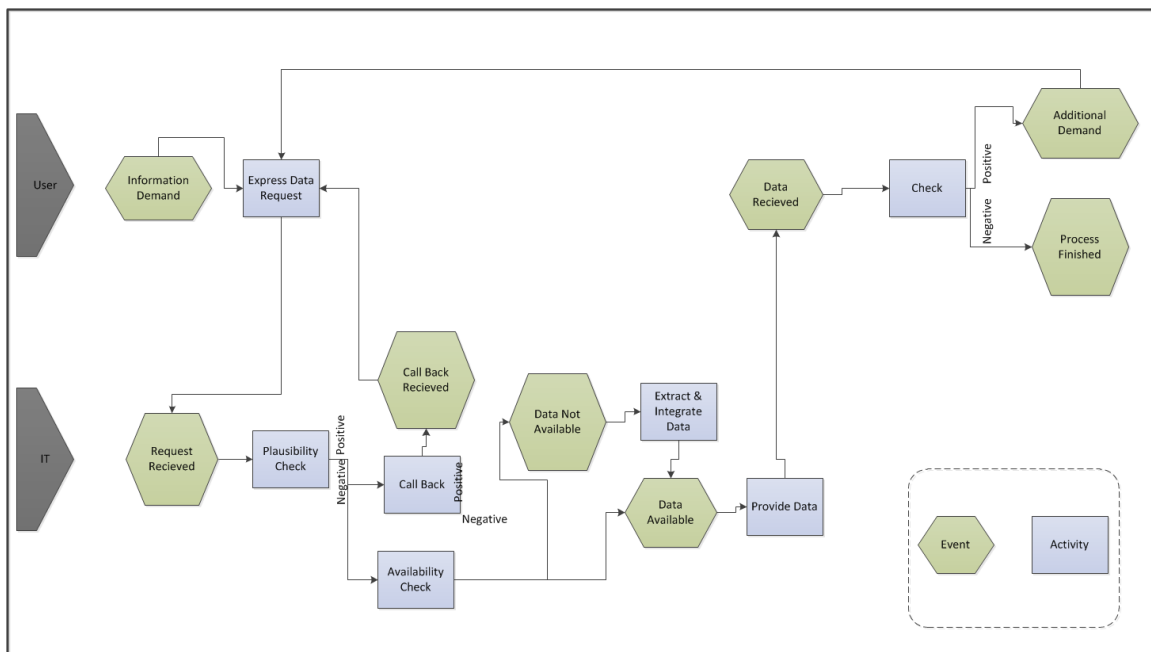 User
Information
Demand
Express Data
Request
Data
Recieved
Check
Positive
Negative
Additional
Demand
Process
Finished
IT
Request
Recieved
Plausibility
Check
Positive
Negative
Call Back
Recieved
Call Back
Positive
Negative
Availability
Check
Data Not
Available
Extract &
Integrate
Data
Data
Available
Provide Data
Event
Activity